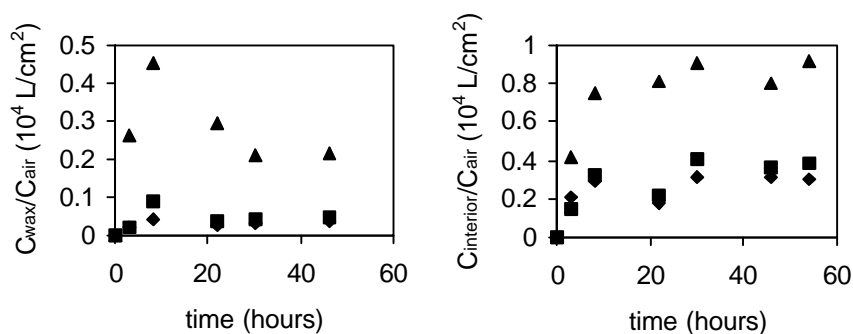 Cwax/Cair (10⁴ L/cm²)
0.5
0.4
0.3
0.2
0.1
0
0 20 40 60
time (hours)
Cinterior/Cair (10⁴ L/cm²)
1
0.8
0.6
0.4
0.2
0
0 20 40 60
time (hours)